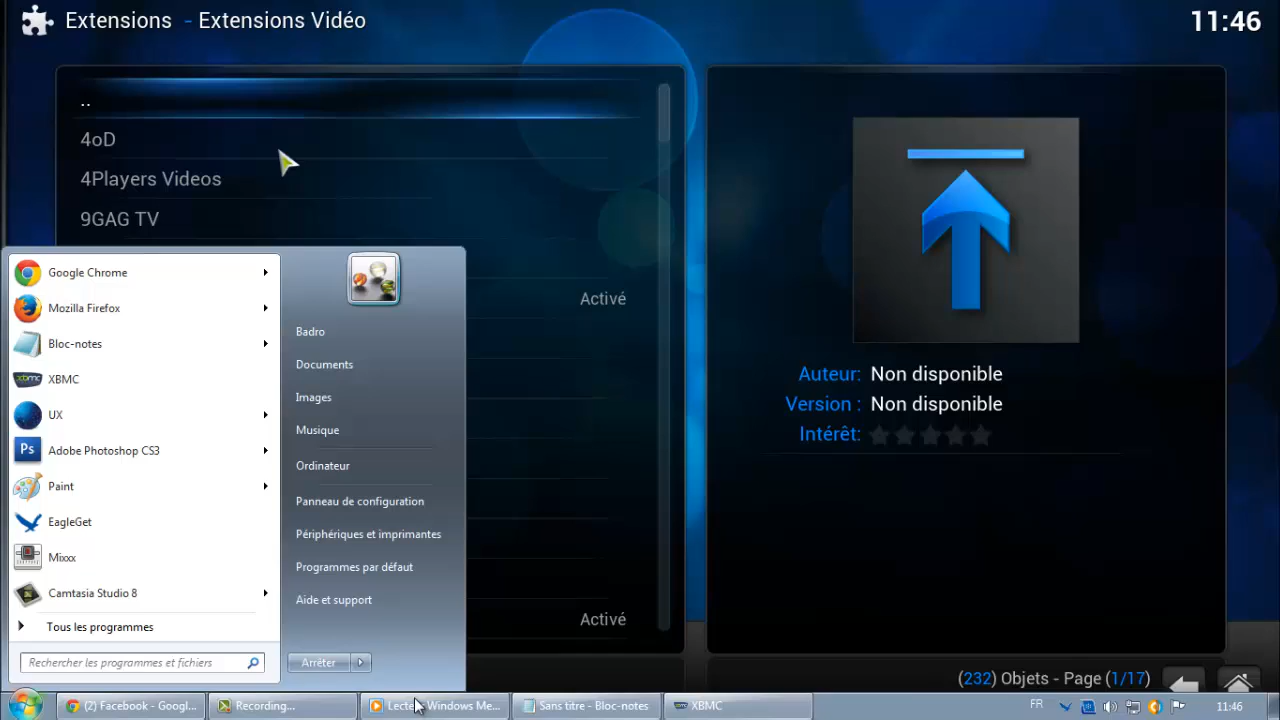 Extensions - Extensions Vidéo
11:46
..
4oD
4Players Videos
9GAG TV
Activé
Activé
Auteur: Non disponible
Version : Non disponible
Intérêt:
(232) Objets - Page (1/17)
Google Chrome
Mozilla Firefox
Bloc-notes
XBMC
UX
Adobe Photoshop CS3
Paint
EagleGet
Mixxx
Camtasia Studio 8
Tous les programmes
Rechercher les programmes et fichiers
Badro
Documents
Images
Musique
Ordinateur
Panneau de configuration
Périphériques et imprimantes
Programmes par défaut
Aide et support
Arrêter
(2) Facebook - Googl...
Recording...
Windows Me...
Sans titre - Bloc-notes
XBMC
FR
11:46